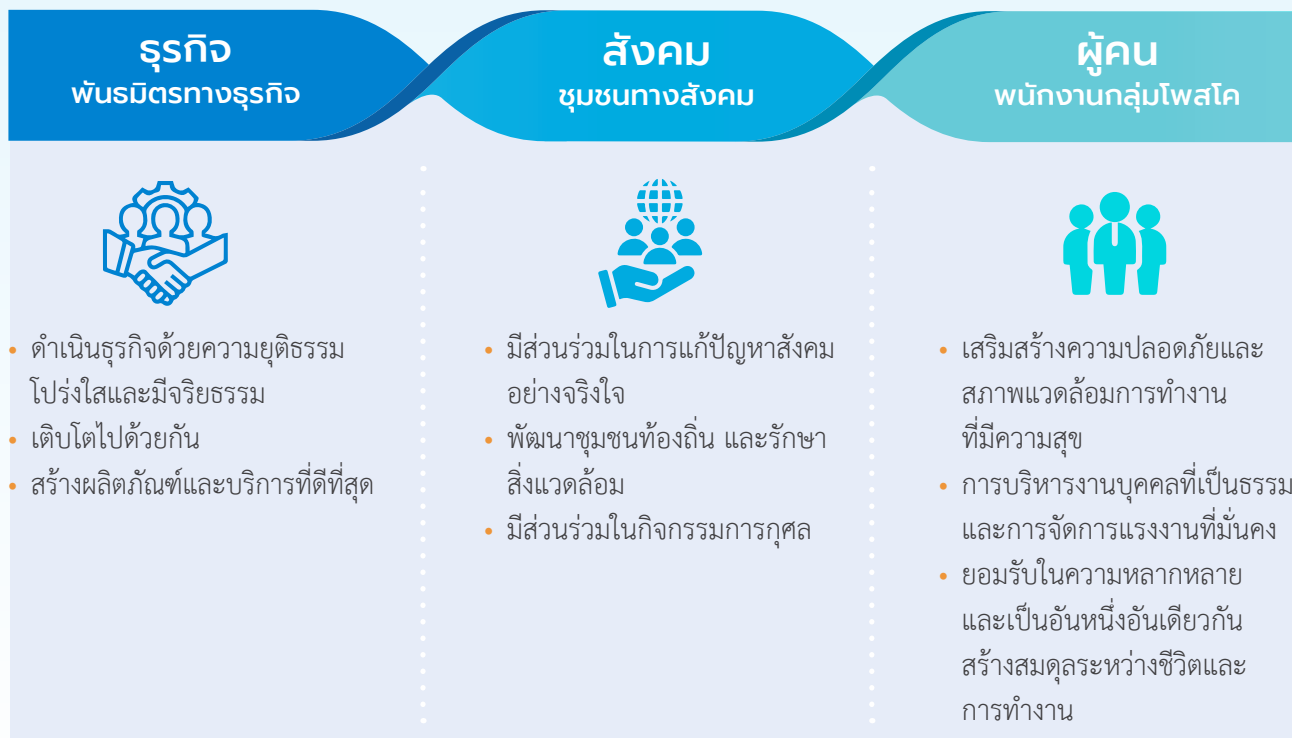 ธุรกิจ
พันธมิตรทางธุรกิจ
• ดำเนินธุรกิจด้วยความยุติธรรม
โปร่งใสและมีจริยธรรม
• เติบโตไปด้วยกัน
• สร้างผลิตภัณฑ์และบริการที่ดีที่สุด
สังคม
ชุมชนทางสังคม
• มีส่วนร่วมในการแก้ปัญหาสังคม
อย่างจริงใจ
• พัฒนาชุมชนท้องถิ่น และรักษา
สิ่งแวดล้อม
• มีส่วนร่วมในกิจกรรมการกุศล
ผู้คน
พนักงานกลุ่มโพสโค
• เสริมสร้างความปลอดภัยและ
สภาพแวดล้อมการทำงาน
ที่มีความสุข
• การบริหารงานบุคคลที่เป็นธรรม
และการจัดการแรงงานที่มั่นคง
• ยอมรับในความหลากหลาย
และเป็นอันหนึ่งอันเดียวกัน
สร้างสมดุลระหว่างชีวิตและ
การทำงาน